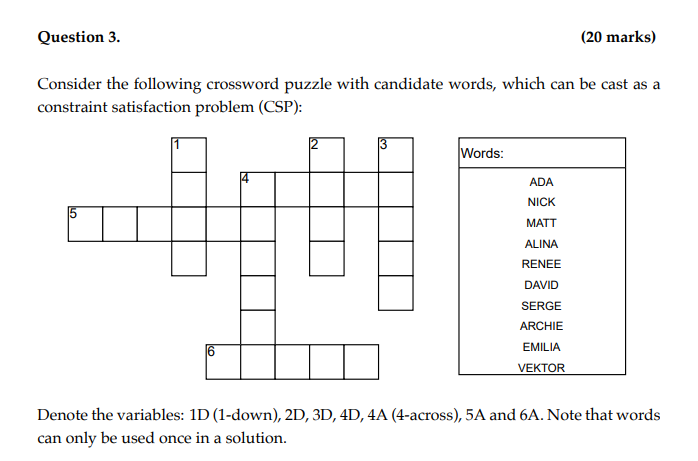 Question 3. (20 marks)
Consider the following crossword puzzle with candidate words, which can be cast as a
constraint satisfaction problem (CSP):
1 2 3
4
5
6
Words:
ADA
NICK
MATT
ALINA
RENEE
DAVID
SERGE
ARCHIE
EMILIA
VEKTOR
Denote the variables: 1D (1-down), 2D, 3D, 4D, 4A (4-across), 5A and 6A. Note that words
can only be used once in a solution.